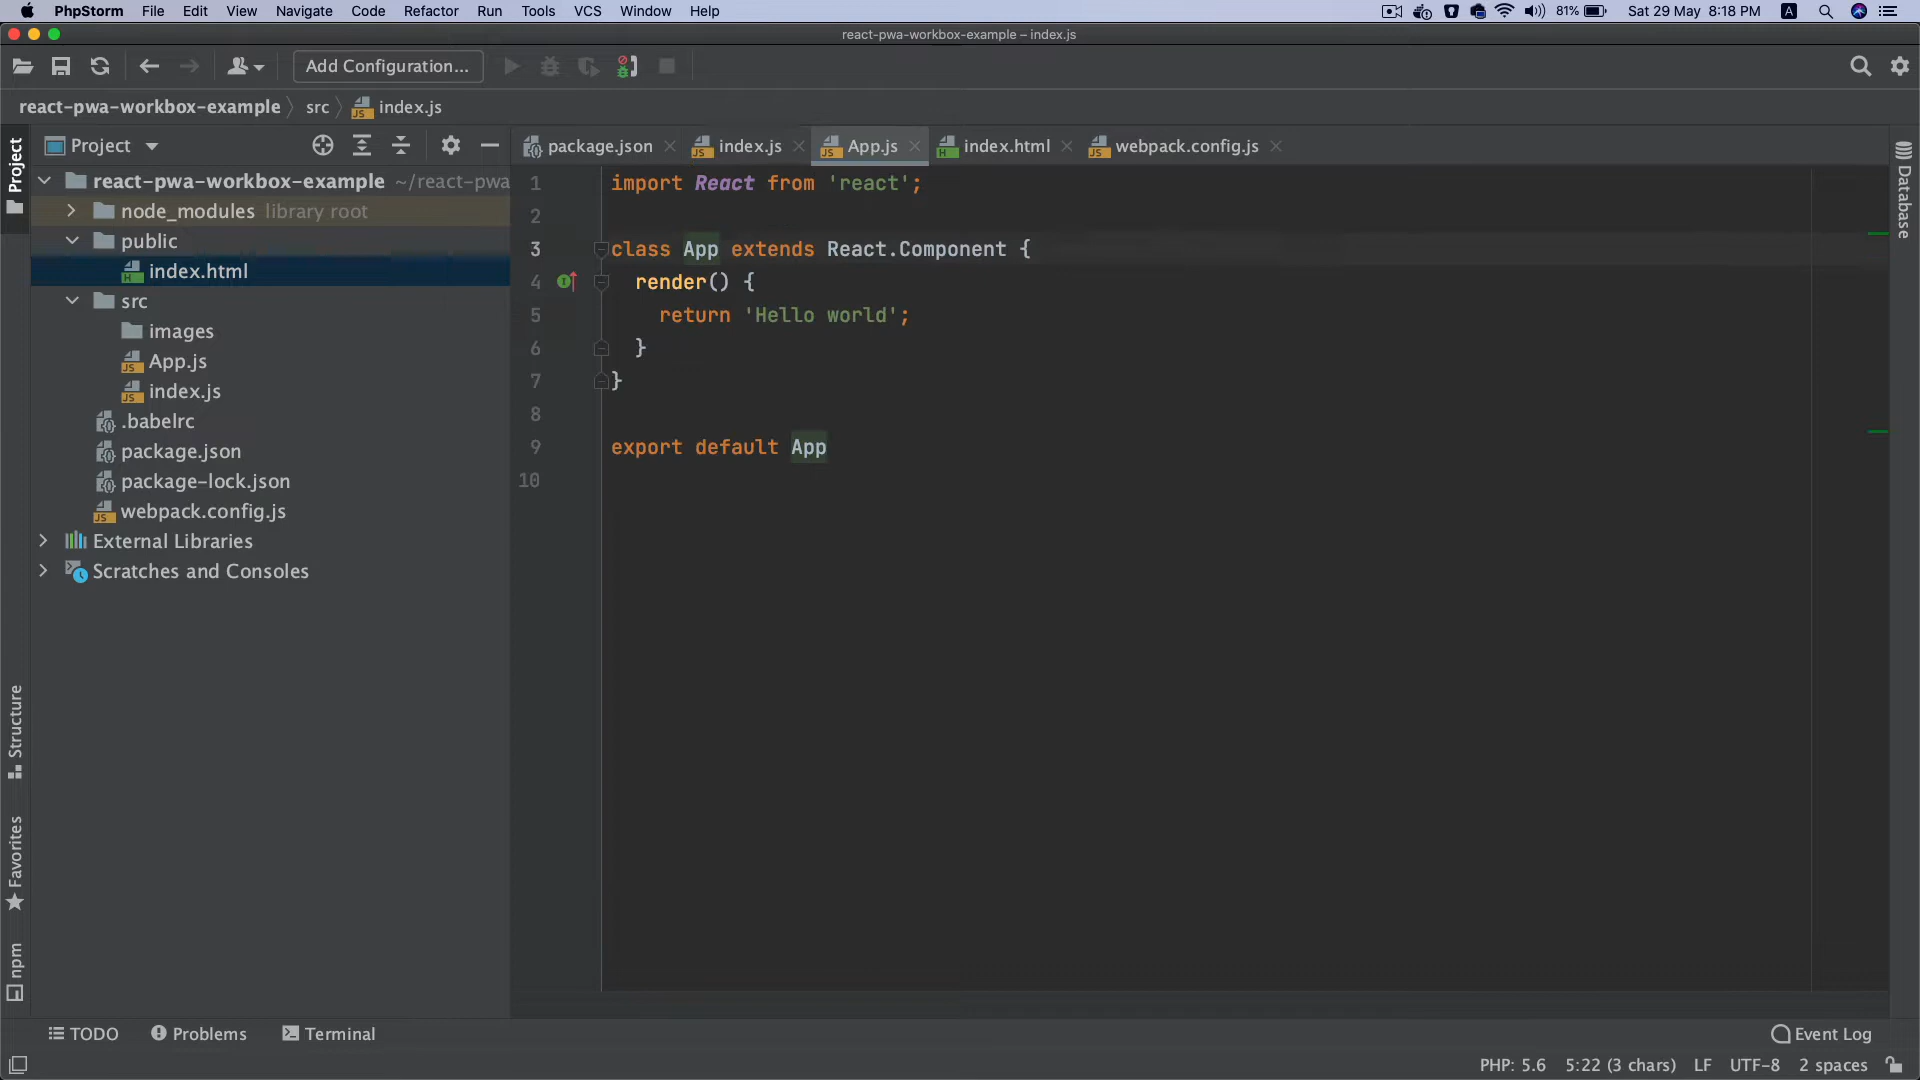 PhpStorm File Edit View Navigate Code Refactor Run Tools VCS Window Help 81% Sat 29 May 8:18 PM A
react-pwa-workbox-example – index.js
Add Configuration...
react-pwa-workbox-example src index.js
Project
package.json index.js App.js index.html webpack.config.js
react-pwa-workbox-example ~/react-pwa
node_modules library root
public
index.html
src
images
App.js
index.js
.babelrc
package.json
package-lock.json
webpack.config.js
External Libraries
Scratches and Consoles
1 import React from 'react';
2
3 class App extends React.Component {
4 render() {
5 return 'Hello world';
6 }
7 }
8
9 export default App
10
Project
Structure
Favorites
npm
Database
TODO Problems Terminal Event Log
PHP: 5.6 5:22 (3 chars) LF UTF-8 2 spaces